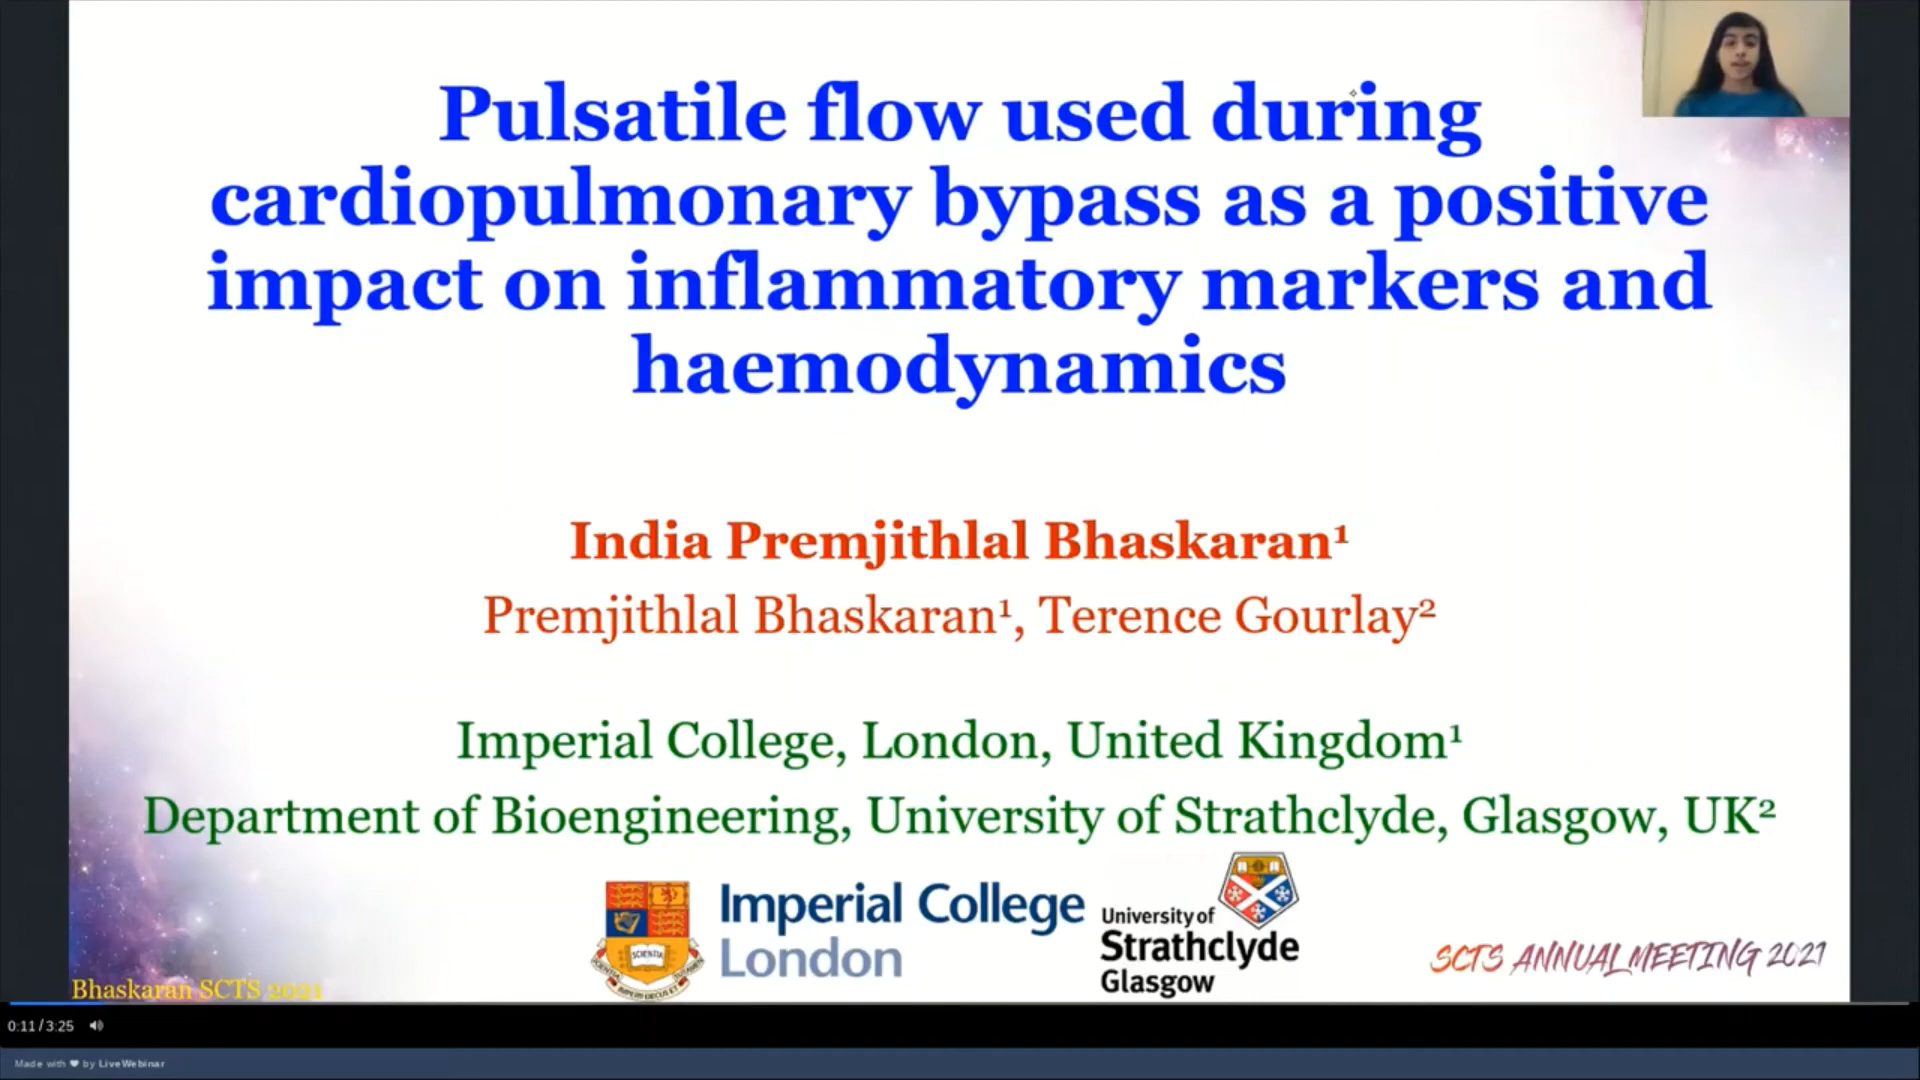 Pulsatile flow used during
cardiopulmonary bypass as a positive
impact on inflammatory markers and
haemodynamics
India Premjithlal Bhaskaran¹
Premjithlal Bhaskaran¹, Terence Gourlay²
Imperial College, London, United Kingdom¹
Department of Bioengineering, University of Strathclyde, Glasgow, UK²
SCIENTIA
Imperial College
London
University of
Strathclyde
Glasgow
SCTS ANNUAL MEETING 2021
Bhaskaran SCTS 2021
0:11 / 3:25
Made with ❤ by LiveWebinar